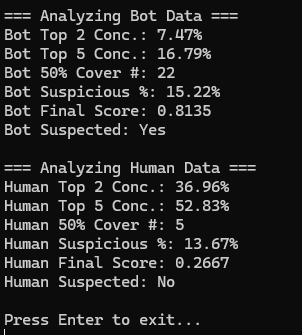 === Analyzing Bot Data ===
Bot Top 2 Conc.: 7.47%
Bot Top 5 Conc.: 16.79%
Bot 50% Cover #: 22
Bot Suspicious %: 15.22%
Bot Final Score: 0.8135
Bot Suspected: Yes
=== Analyzing Human Data ===
Human Top 2 Conc.: 36.96%
Human Top 5 Conc.: 52.83%
Human 50% Cover #: 5
Human Suspicious %: 13.67%
Human Final Score: 0.2667
Human Suspected: No
Press Enter to exit...